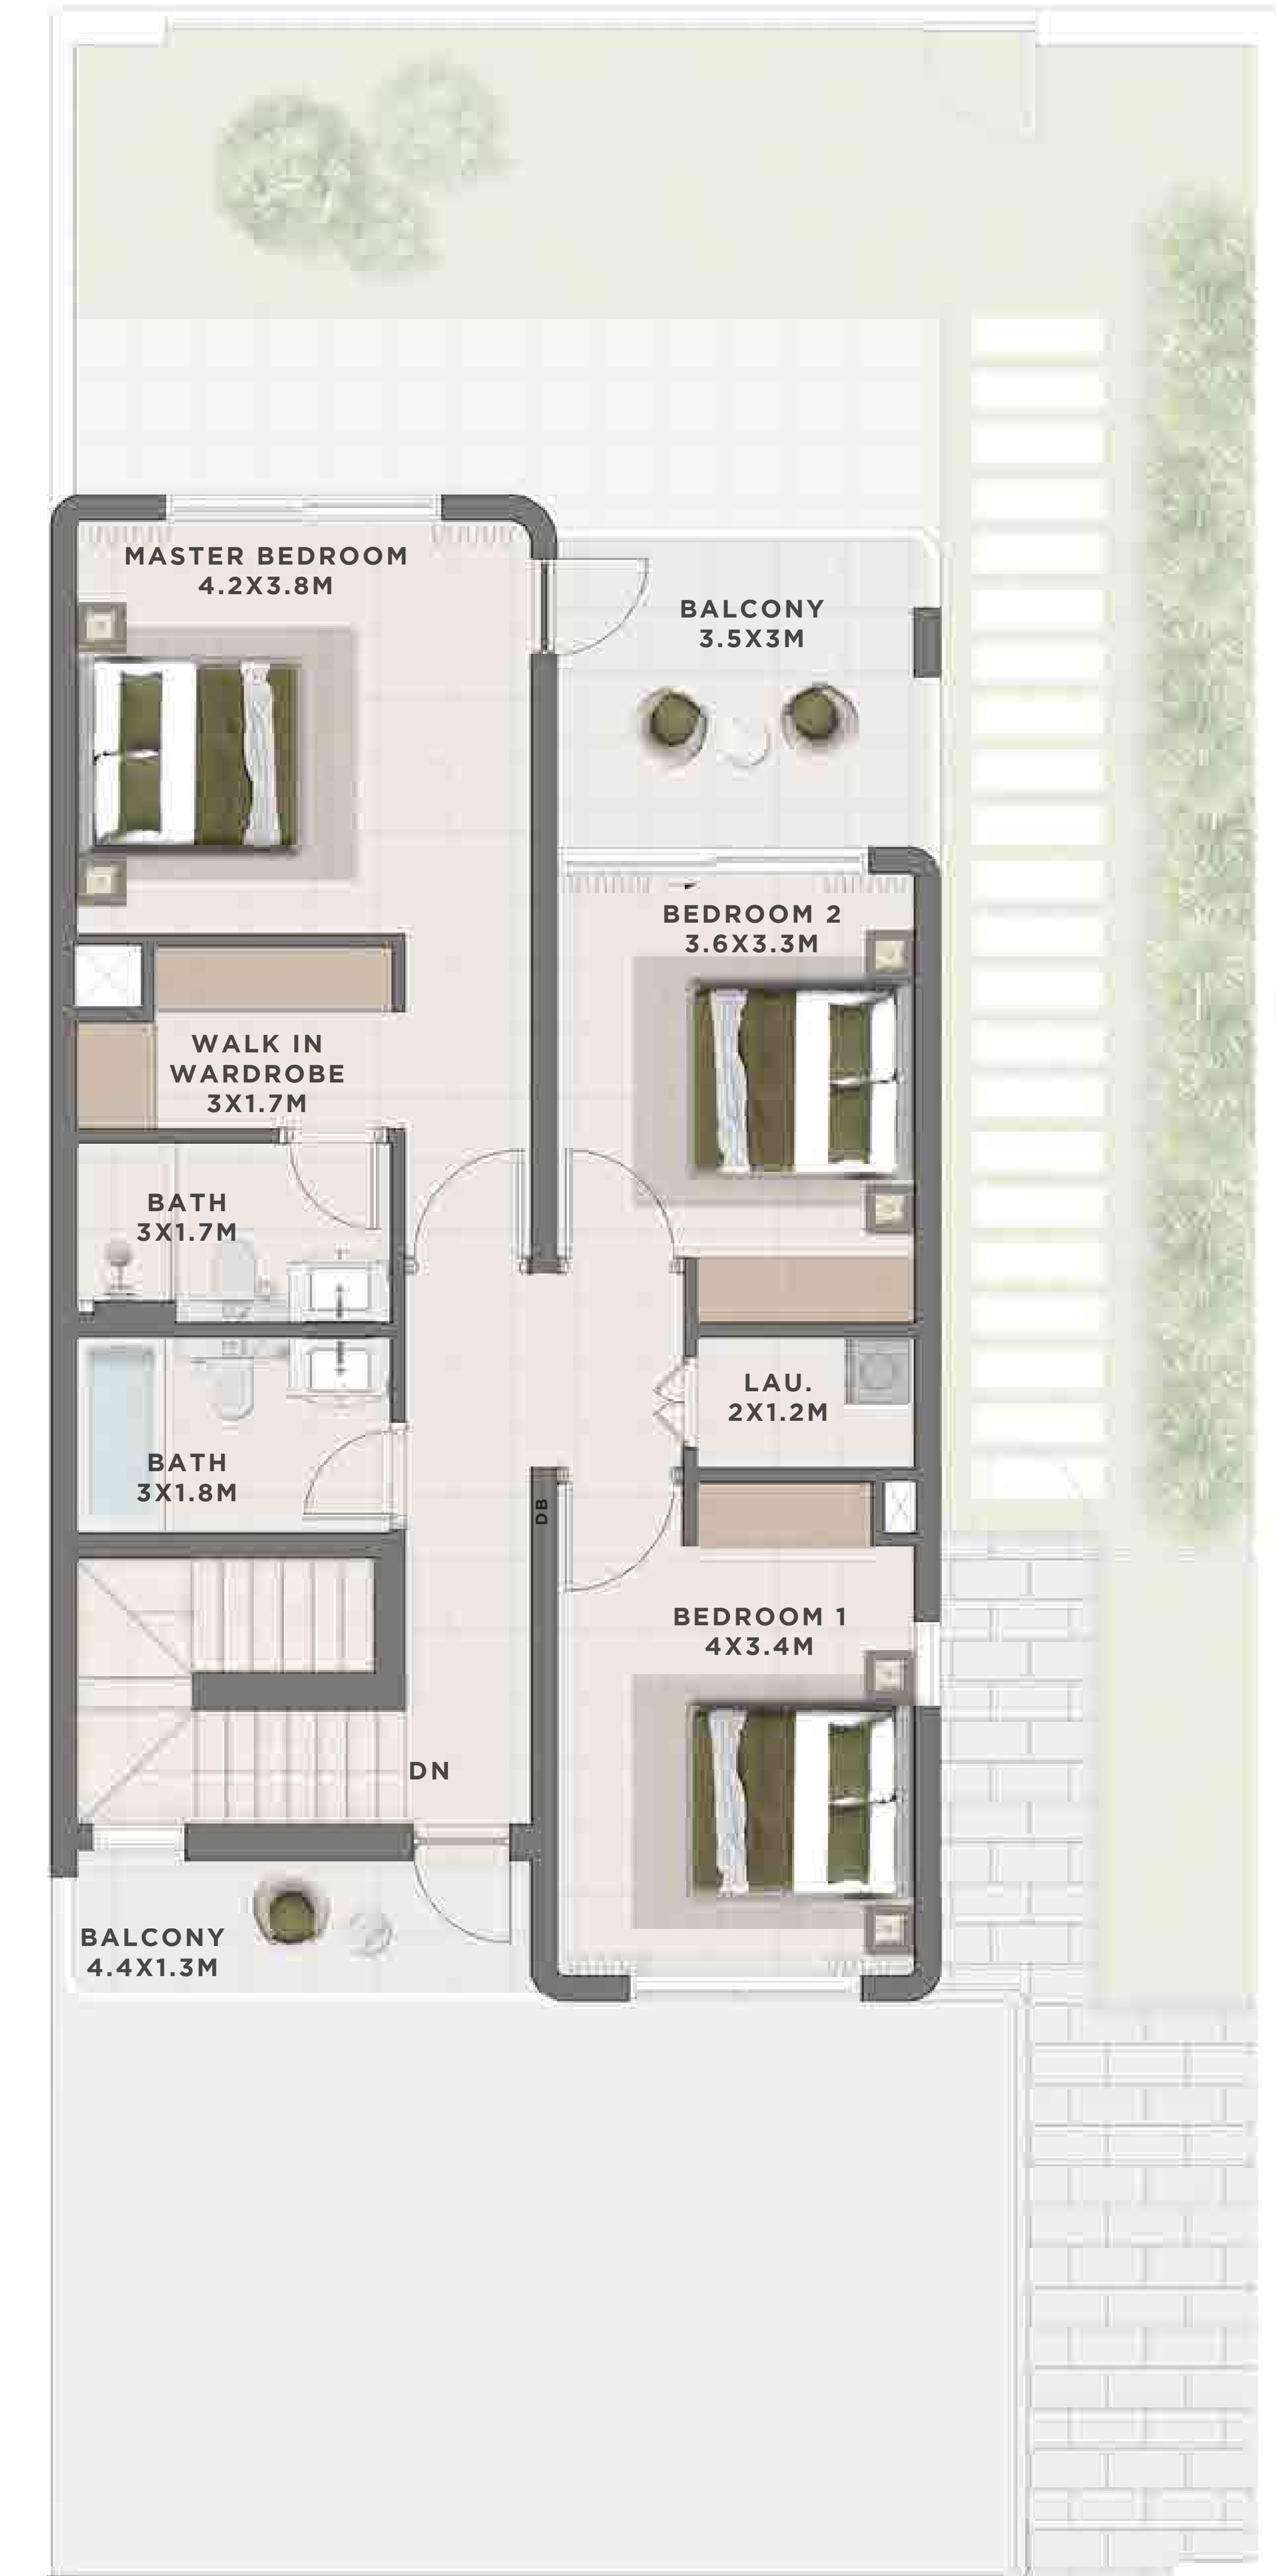 MASTER BEDROOM
4.2X3.8M
BALCONY
3.5X3M
BEDROOM 2
3.6X3.3M
WALK IN
WARDROBE
3X1.7M
BATH
3X1.7M
LAU.
2X1.2M
BATH
3X1.8M
DB
BEDROOM 1
4X3.4M
DN
BALCONY
4.4X1.3M